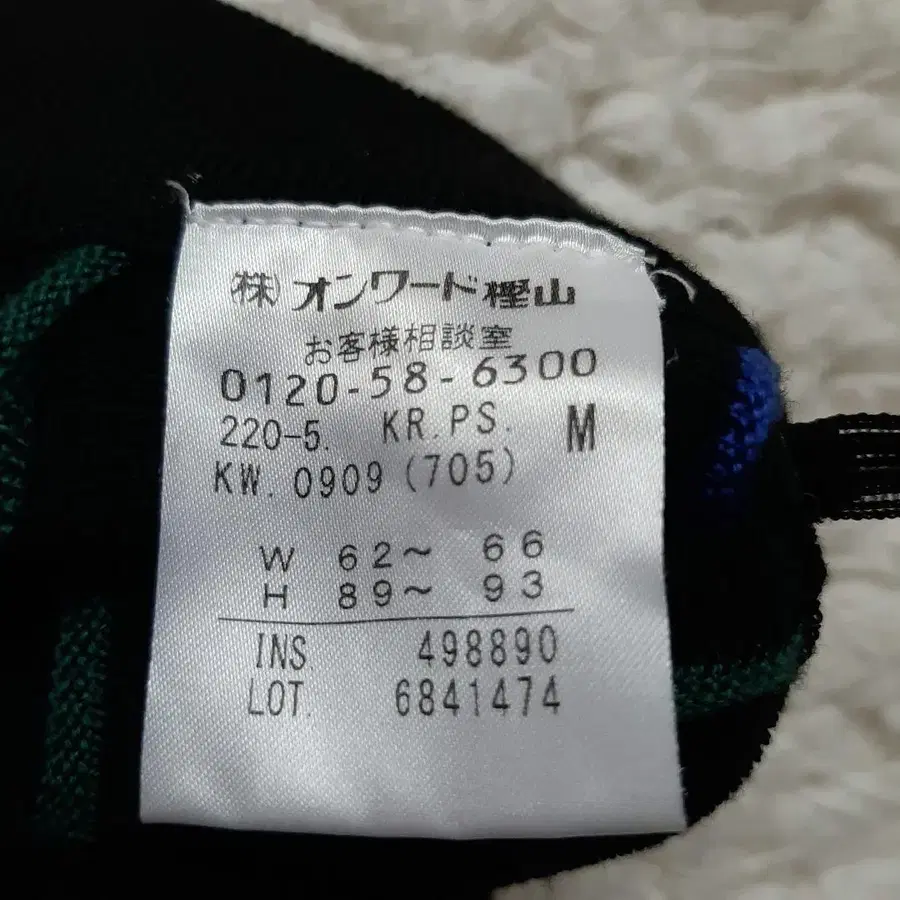 (株)オンワード樫山
お客様相談室
0120-58-6300
220-5. KR.PS. M
KW. 0909 (705)
W 62～ 66
H 89～ 93
INS. 498890
LOT. 6841474